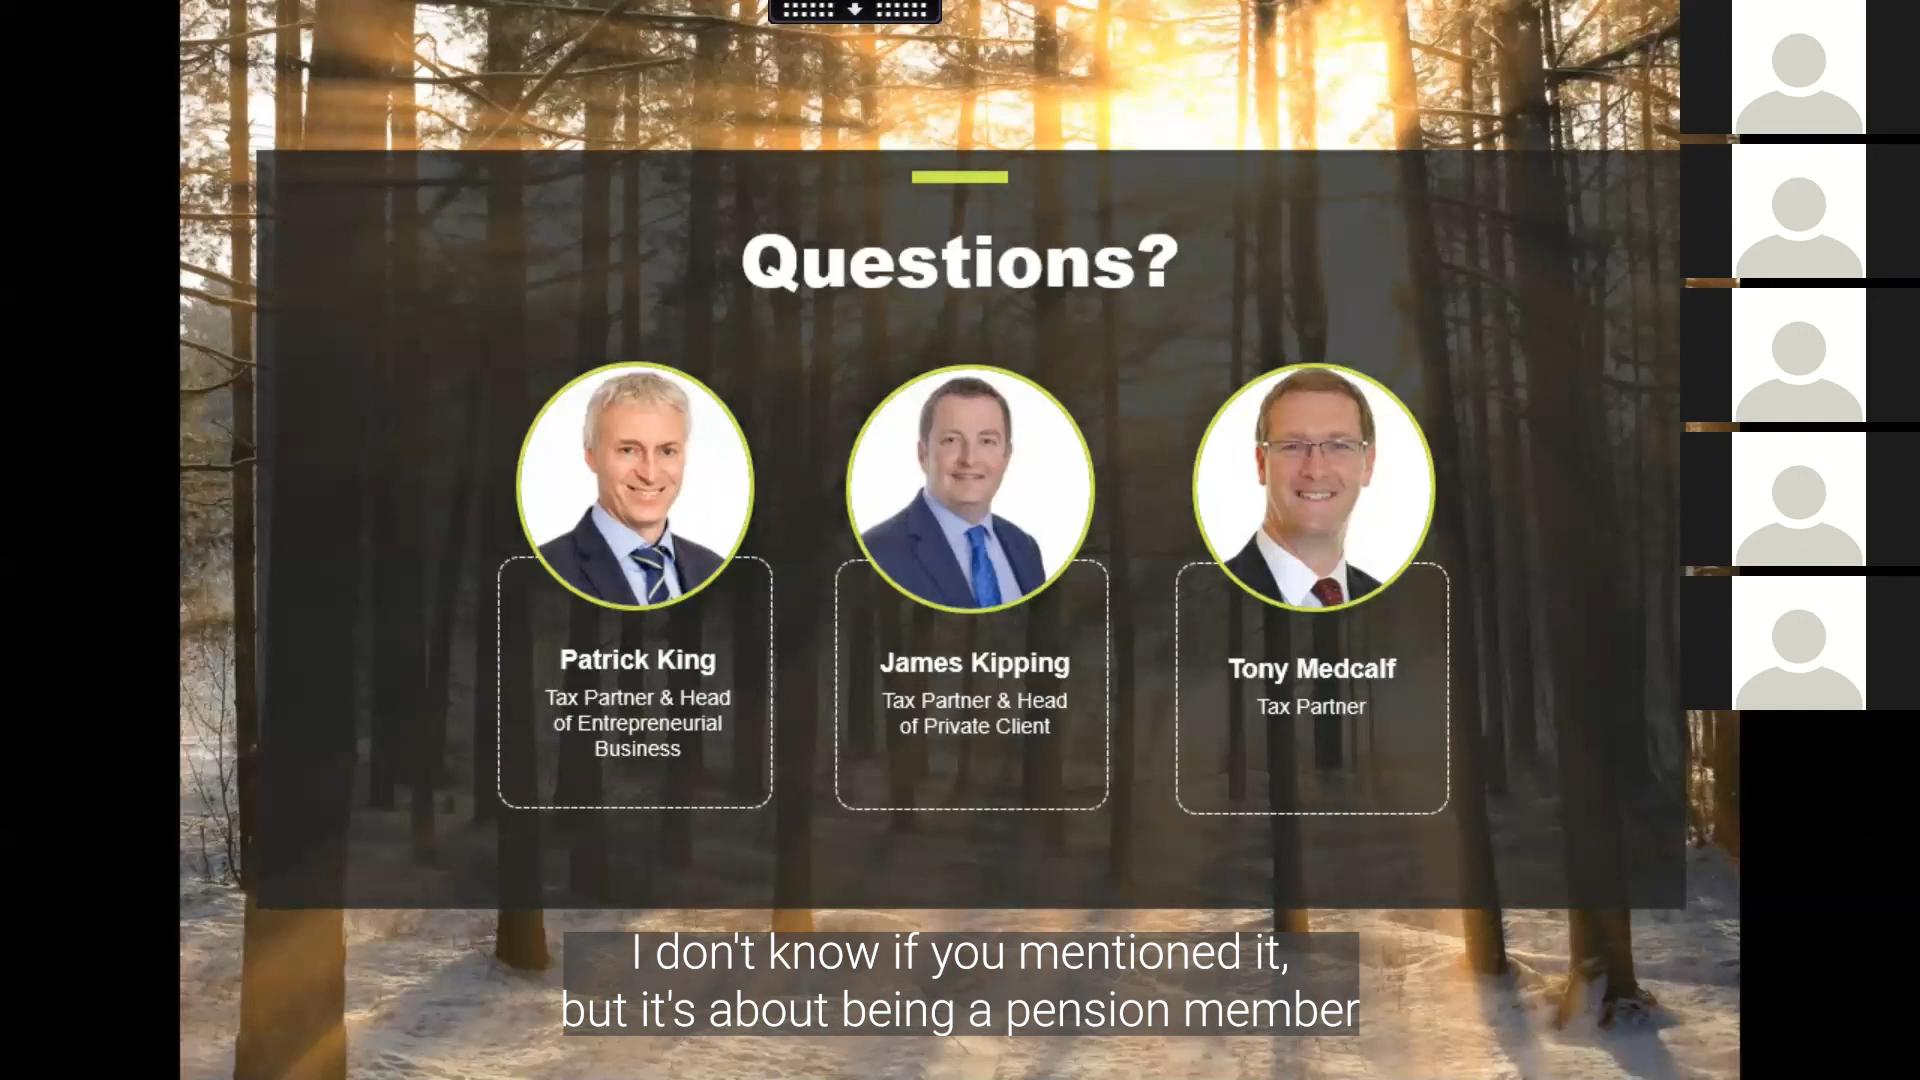 Questions?
Patrick King
Tax Partner & Head
of Entrepreneurial
Business
James Kipping
Tax Partner & Head
of Private Client
Tony Medcalf
Tax Partner
I don't know if you mentioned it,
but it's about being a pension member